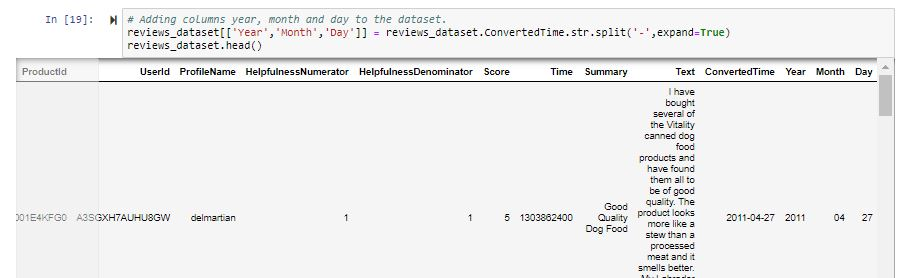 In [19]:
# Adding columns year, month and day to the dataset.
reviews_dataset[['Year','Month','Day']] = reviews_dataset.ConvertedTime.str.split('-',expand=True)
reviews_dataset.head()
ProductId UserId ProfileName HelpfulnessNumerator HelpfulnessDenominator Score Time Summary Text ConvertedTime Year Month Day
I have
bought
several of
the Vitality
canned dog
food
products and
have found
them all to
be of good
quality. The
product looks
more like a
stew than a
processed
meat and it
smells better.
My Labrador
001E4KFG0 A3SGXH7AUHU8GW delmartian 1 1 5 1303862400
Good
Quality
Dog Food
2011-04-27 2011 04 27